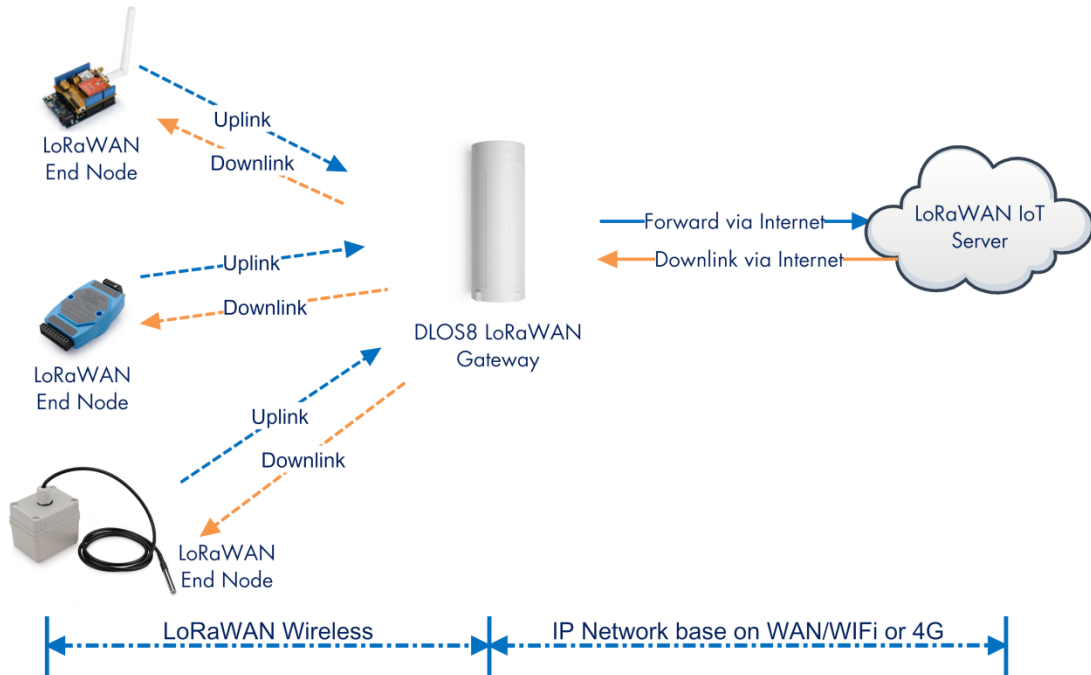 Uplink
Downlink
LoRaWAN
End Node
Forward via Internet
Downlink via Internet
LoRaWAN IoT
Server
Uplink
Downlink
DLOS8 LoRaWAN
Gateway
LoRaWAN
End Node
Uplink
Downlink
LoRaWAN
End Node
LoRaWAN Wireless
IP Network base on WAN/WIFi or 4G